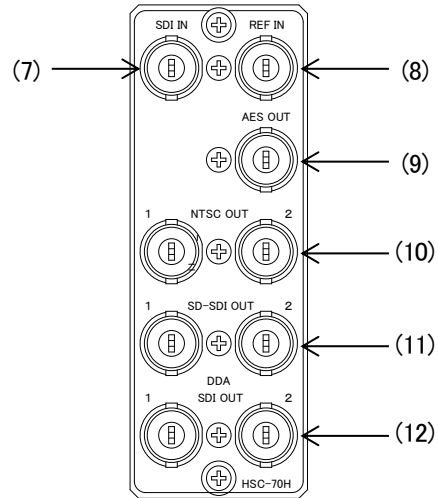 SDI IN REF IN
(7) (8)
AES OUT
(9)
1 NTSC OUT 2
(10)
1 SD-SDI OUT 2
(11)
DDA
1 SDI OUT 2
(12)
HSC-70H